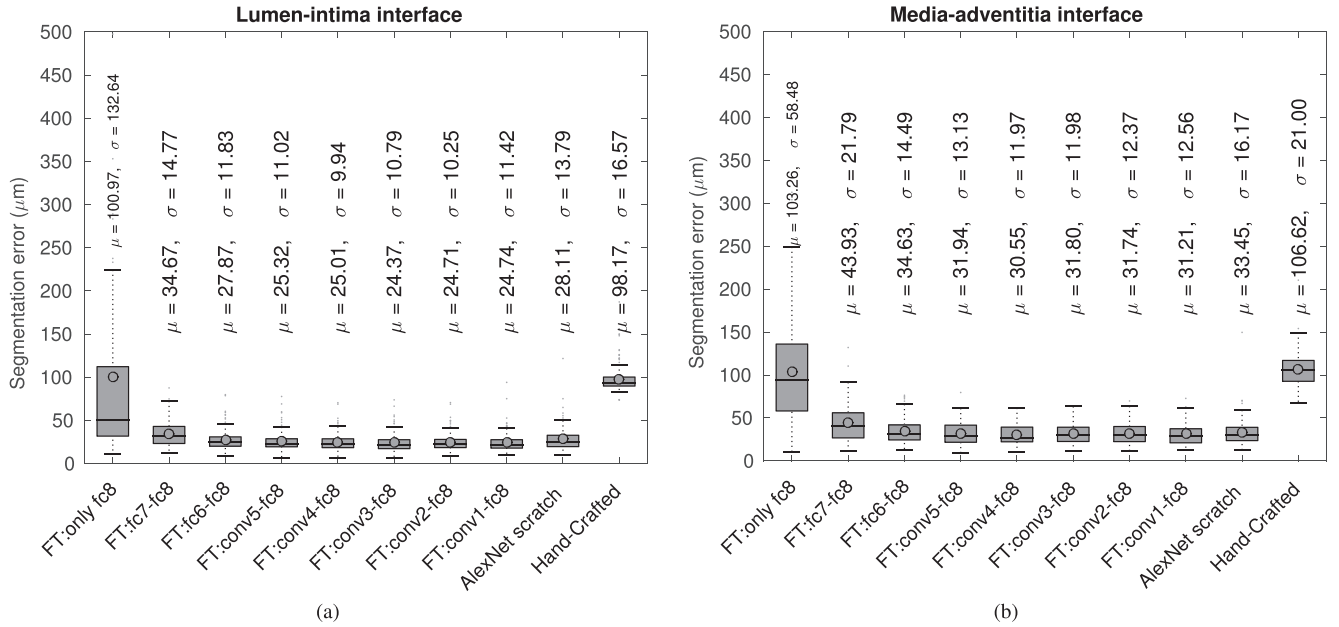 Lumen-intima interface
Segmentation error (μm)
500
450
400
350
300
250
200
150
100
50
0
μ = 100.97, σ = 132.64
μ = 34.67, σ = 14.77
μ = 27.87, σ = 11.83
μ = 25.32, σ = 11.02
μ = 25.01, σ = 9.94
μ = 24.37, σ = 10.79
μ = 24.71, σ = 10.25
μ = 24.74, σ = 11.42
μ = 28.11, σ = 13.79
μ = 98.17, σ = 16.57
FT:only fc8
FT:fc7-fc8
FT:fc6-fc8
FT:conv5-fc8
FT:conv4-fc8
FT:conv3-fc8
FT:conv2-fc8
FT:conv1-fc8
AlexNet scratch
Hand-Crafted
(a)
Media-adventitia interface
Segmentation error (μm)
500
450
400
350
300
250
200
150
100
50
0
μ = 103.26, σ = 58.48
μ = 43.93, σ = 21.79
μ = 34.63, σ = 14.49
μ = 31.94, σ = 13.13
μ = 30.55, σ = 11.97
μ = 31.80, σ = 11.98
μ = 31.74, σ = 12.37
μ = 31.21, σ = 12.56
μ = 33.45, σ = 16.17
μ = 106.62, σ = 21.00
FT:only fc8
FT:fc7-fc8
FT:fc6-fc8
FT:conv5-fc8
FT:conv4-fc8
FT:conv3-fc8
FT:conv2-fc8
FT:conv1-fc8
AlexNet scratch
Hand-Crafted
(b)